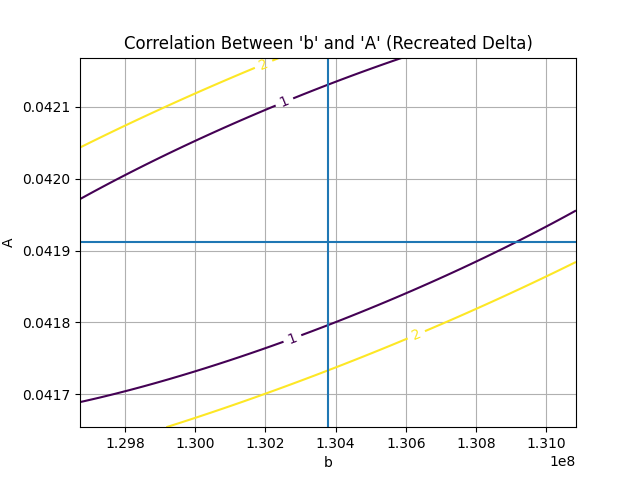 Correlation Between 'b' and 'A' (Recreated Delta)
2
1
0.0421
0.0420
A
0.0419
0.0418
1
2
0.0417
1.298 1.300 1.302 1.304 1.306 1.308 1.310
b
1e8